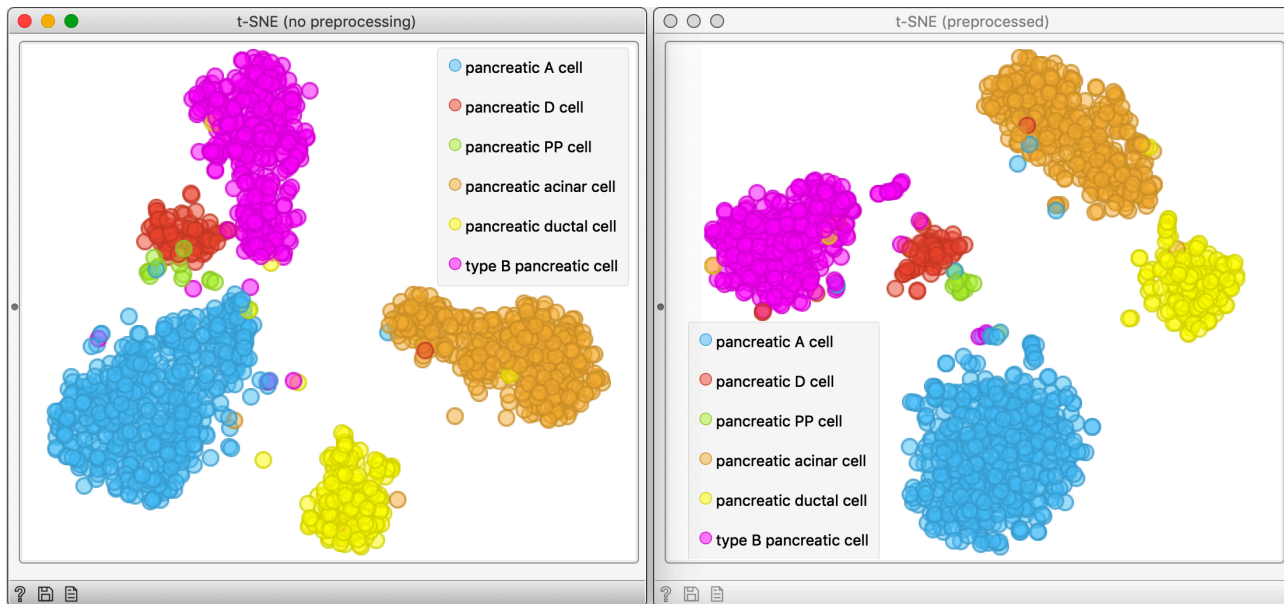 t-SNE (no preprocessing)
pancreatic A cell
pancreatic D cell
pancreatic PP cell
pancreatic acinar cell
pancreatic ductal cell
type B pancreatic cell
?
t-SNE (preprocessed)
pancreatic A cell
pancreatic D cell
pancreatic PP cell
pancreatic acinar cell
pancreatic ductal cell
type B pancreatic cell
?